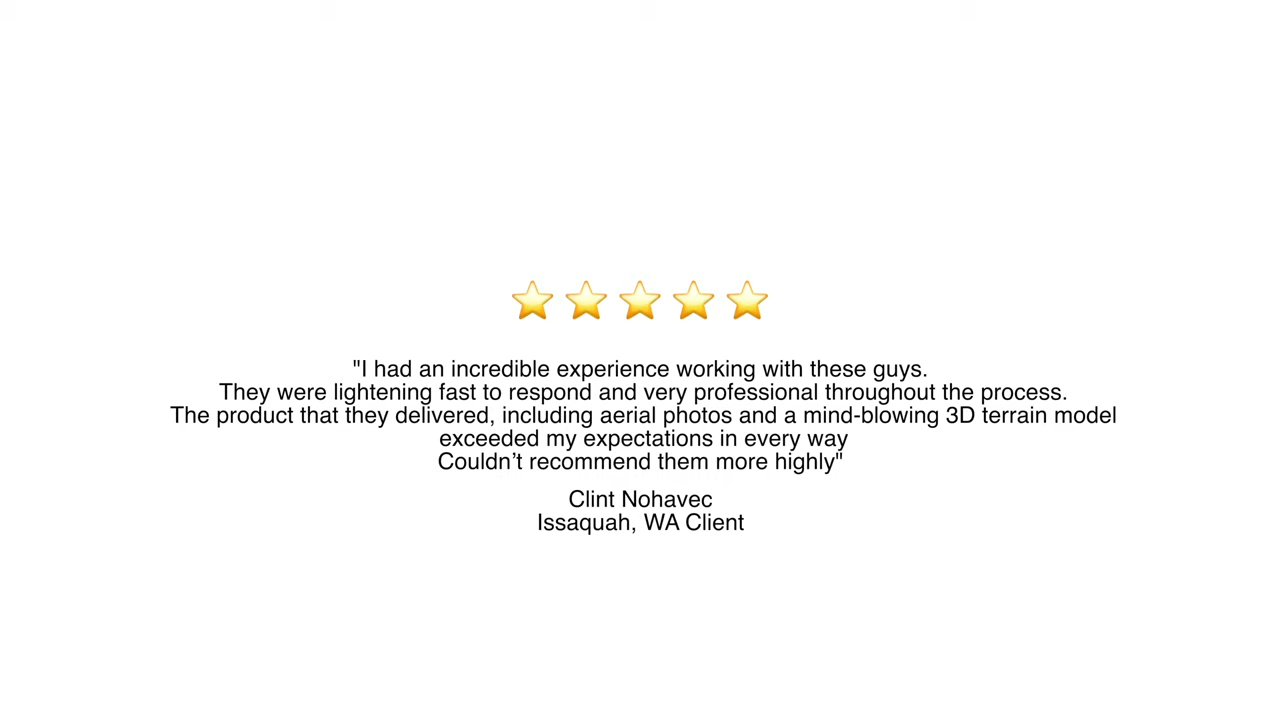 "I had an incredible experience working with these guys.
They were lightening fast to respond and very professional throughout the process.
The product that they delivered, including aerial photos and a mind-blowing 3D terrain model
exceeded my expectations in every way
Couldn’t recommend them more highly"
Clint Nohavec
Issaquah, WA Client